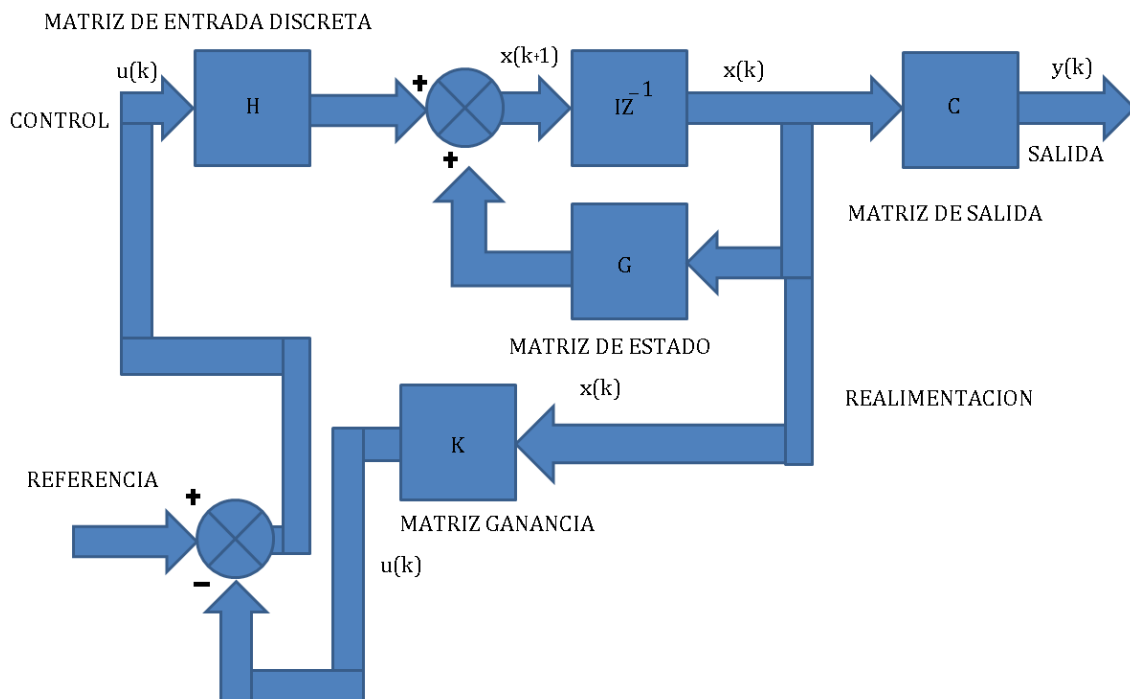 MATRIZ DE ENTRADA DISCRETA
u(k)
x(k+1)
x(k)
y(k)
CONTROL
H
+
IZ⁻¹
C
SALIDA
+
MATRIZ DE SALIDA
G
MATRIZ DE ESTADO
x(k)
REALIMENTACION
K
REFERENCIA
+
MATRIZ GANANCIA
u(k)
−